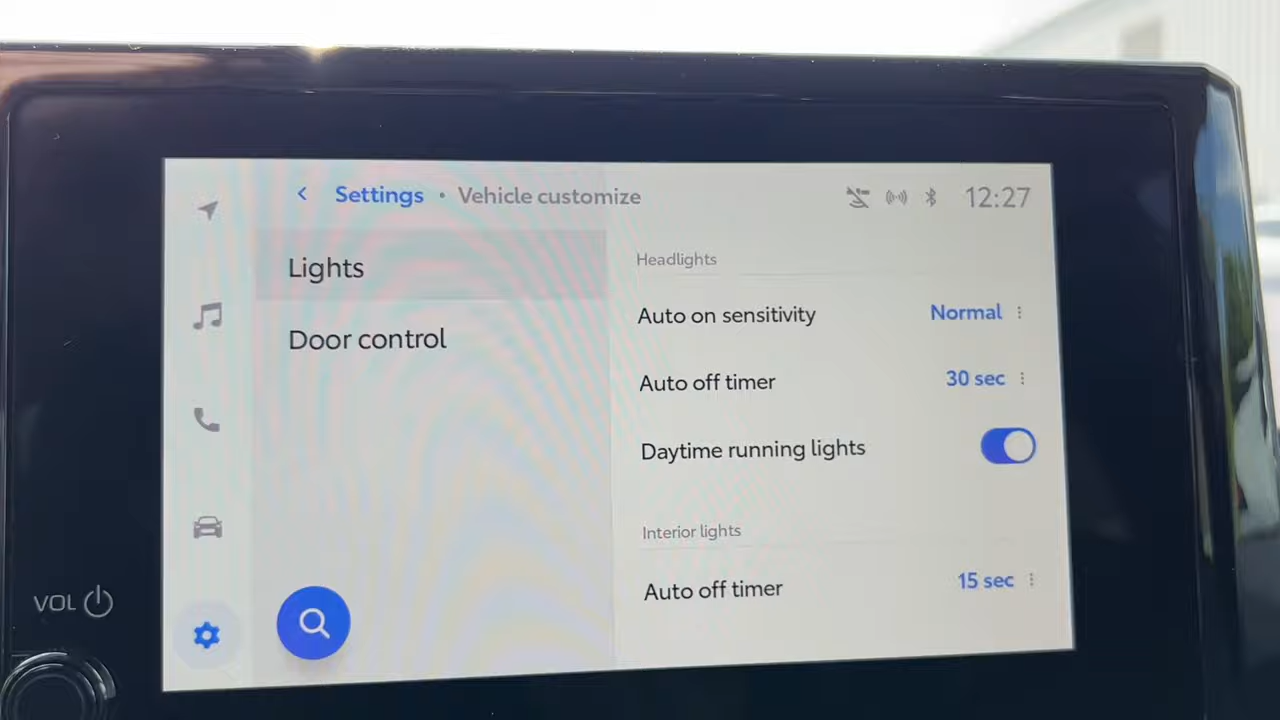 Settings • Vehicle customize
12:27
Lights
Door control
Headlights
Auto on sensitivity Normal
Auto off timer 30 sec
Daytime running lights
Interior lights
Auto off timer 15 sec
VOL